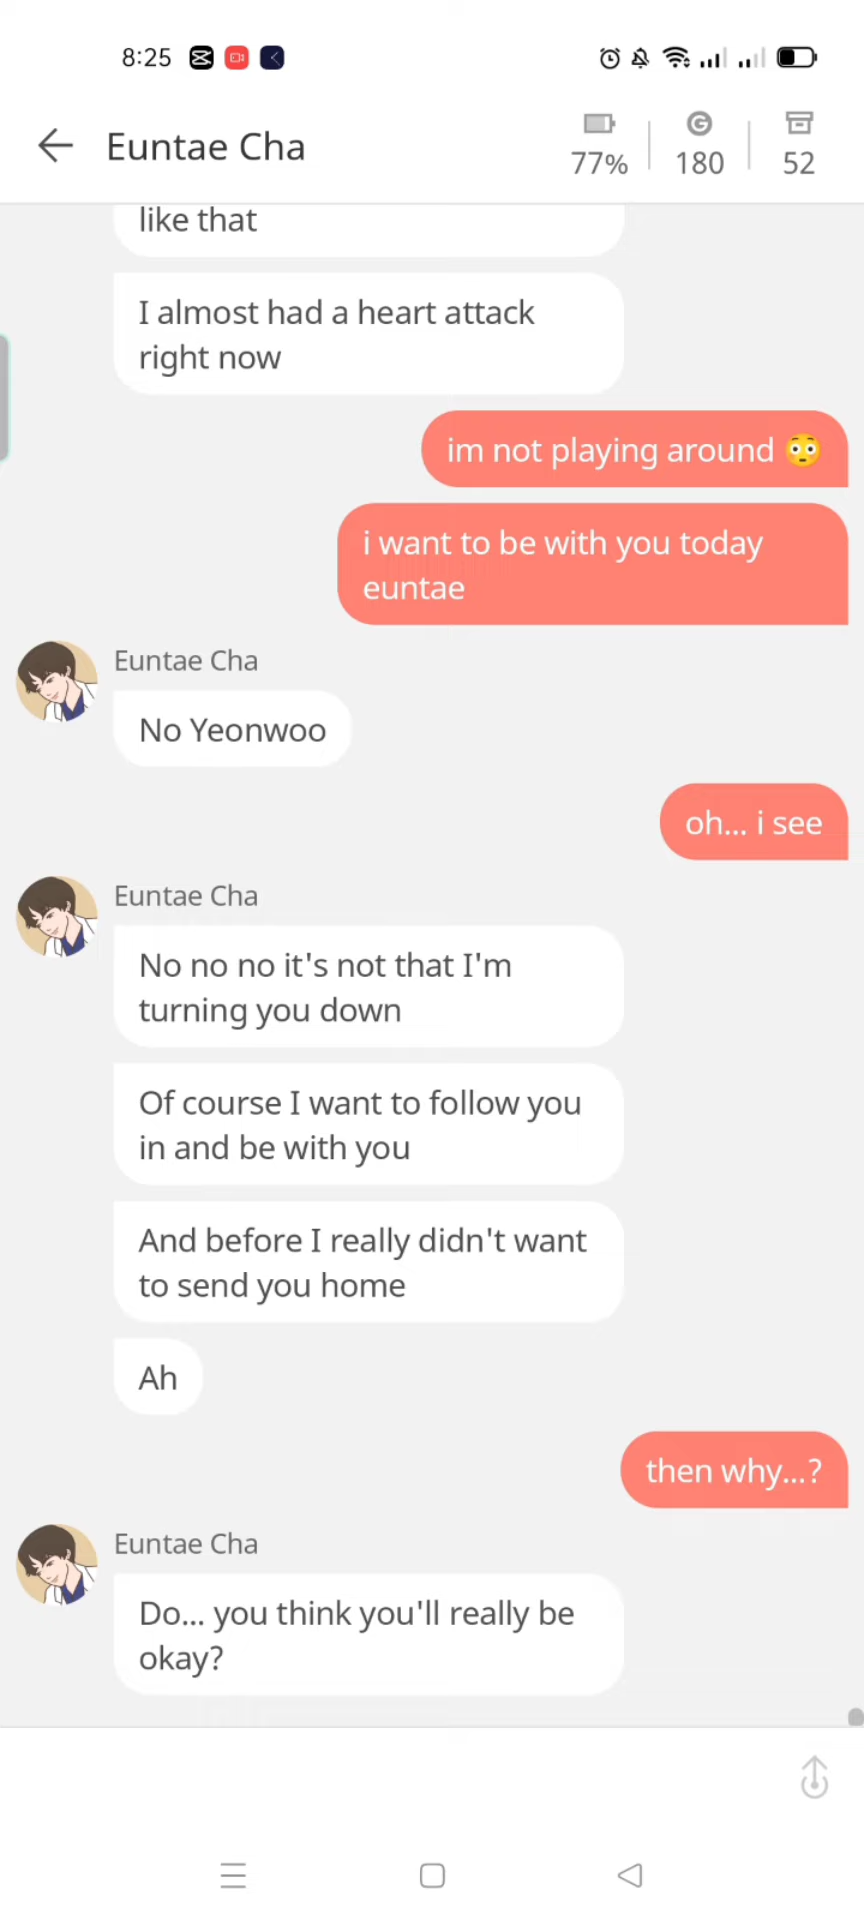 8:25
Euntae Cha
77%
180
52
like that
I almost had a heart attack
right now
im not playing around 😳
i want to be with you today
euntae
Euntae Cha
No Yeonwoo
oh... i see
Euntae Cha
No no no it's not that I'm
turning you down
Of course I want to follow you
in and be with you
And before I really didn't want
to send you home
Ah
then why...?
Euntae Cha
Do... you think you'll really be
okay?